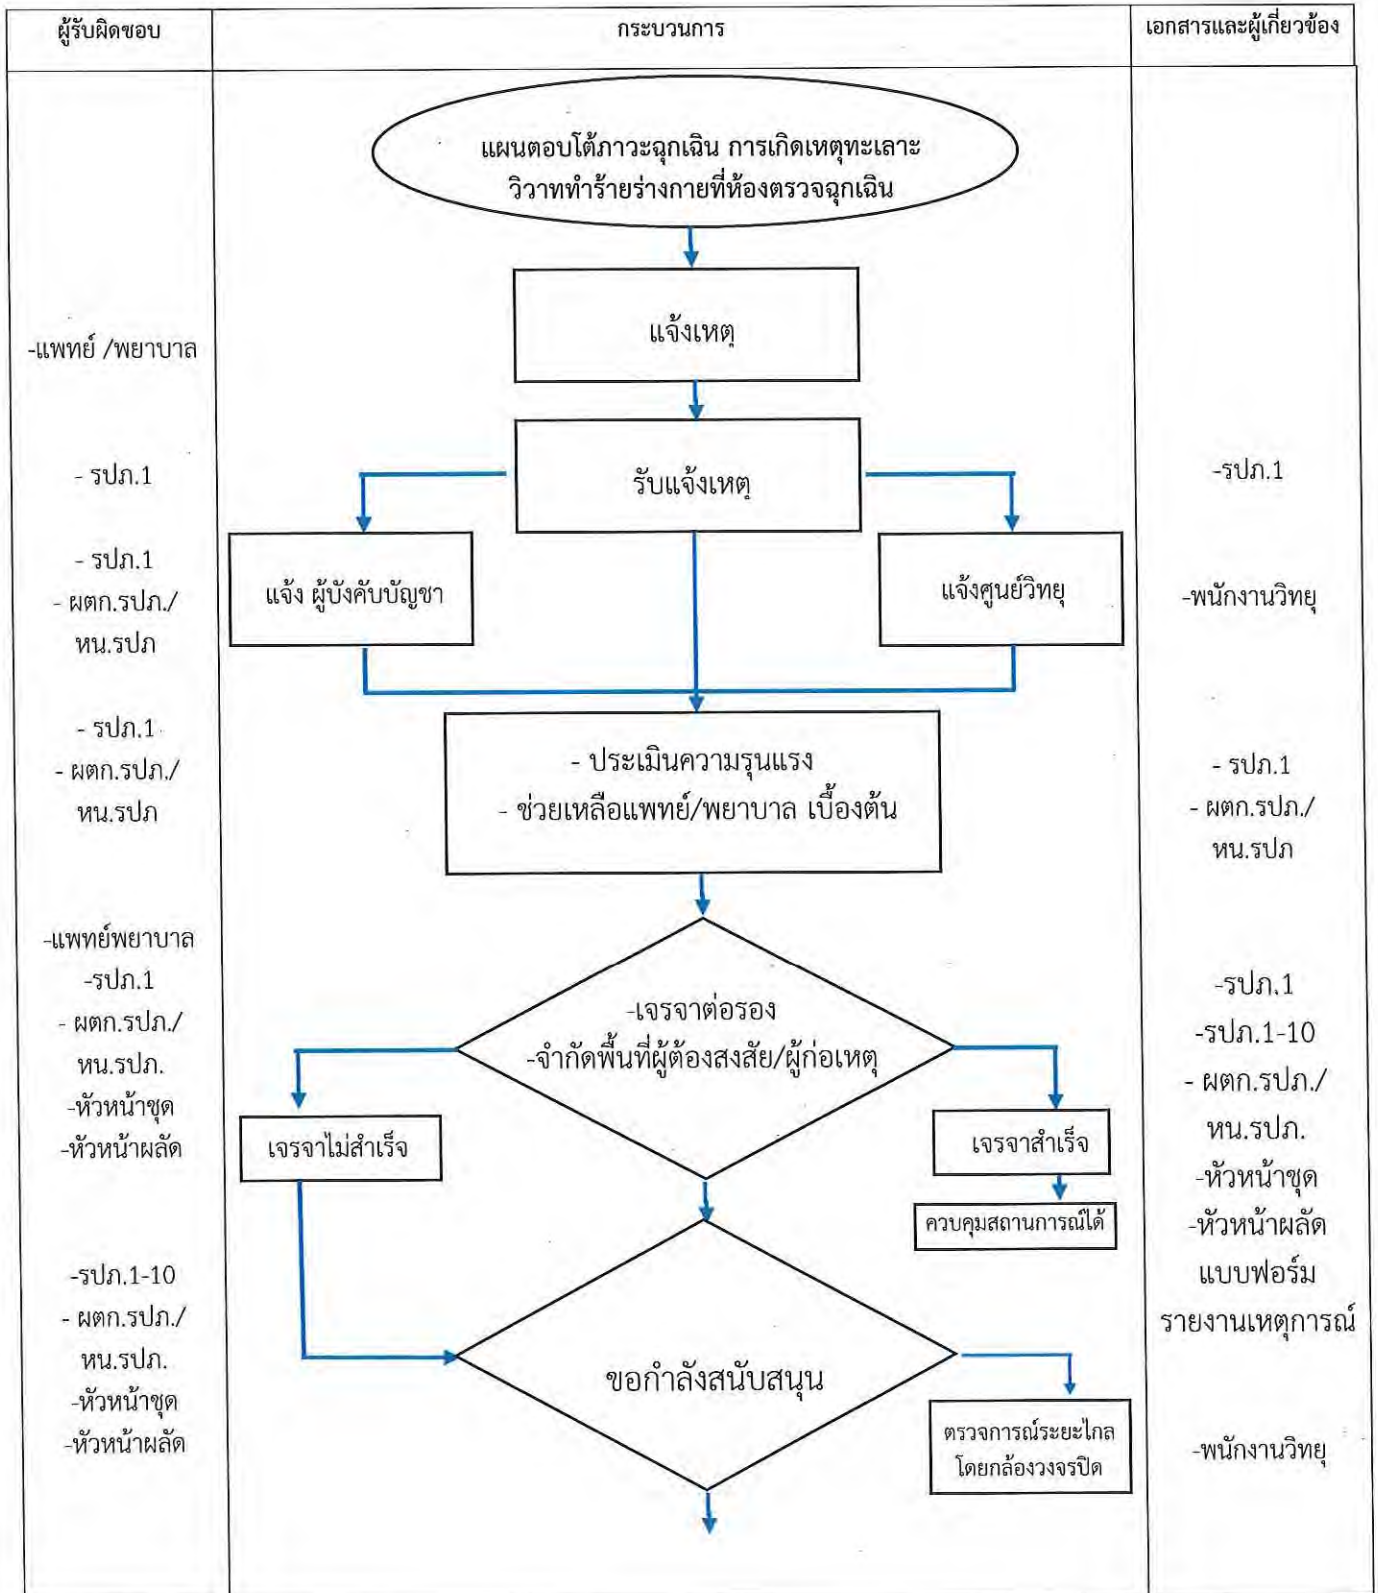 ผู้รับผิดชอบ
กระบวนการ
เอกสารและผู้เกี่ยวข้อง
แผนตอบโต้ภาวะฉุกเฉิน การเกิดเหตุทะเลาะ
วิวาททำร้ายร่างกายที่ห้องตรวจฉุกเฉิน
-แพทย์ /พยาบาล
แจ้งเหตุ
- รปภ.1
รับแจ้งเหตุ
-รปภ.1
- รปภ.1
- ผตก.รปภ./
หน.รปภ
แจ้ง ผู้บังคับบัญชา
แจ้งศูนย์วิทยุ
-พนักงานวิทยุ
- รปภ.1
- ผตก.รปภ./
หน.รปภ
- ประเมินความรุนแรง
- ช่วยเหลือแพทย์/พยาบาล เบื้องต้น
- รปภ.1
- ผตก.รปภ./
หน.รปภ
-แพทย์พยาบาล
-รปภ.1
- ผตก.รปภ./
หน.รปภ.
-หัวหน้าชุด
-หัวหน้าผลัด
-เจรจาต่อรอง
-จำกัดพื้นที่ผู้ต้องสงสัย/ผู้ก่อเหตุ
เจรจาไม่สำเร็จ
เจรจาสำเร็จ
ควบคุมสถานการณ์ได้
-รปภ.1
-รปภ.1-10
- ผตก.รปภ./
หน.รปภ.
-หัวหน้าชุด
-หัวหน้าผลัด
แบบฟอร์ม
รายงานเหตุการณ์
-รปภ.1-10
- ผตก.รปภ./
หน.รปภ.
-หัวหน้าชุด
-หัวหน้าผลัด
ขอกำลังสนับสนุน
ตรวจการณ์ระยะไกล
โดยกล้องวงจรปิด
-พนักงานวิทยุ